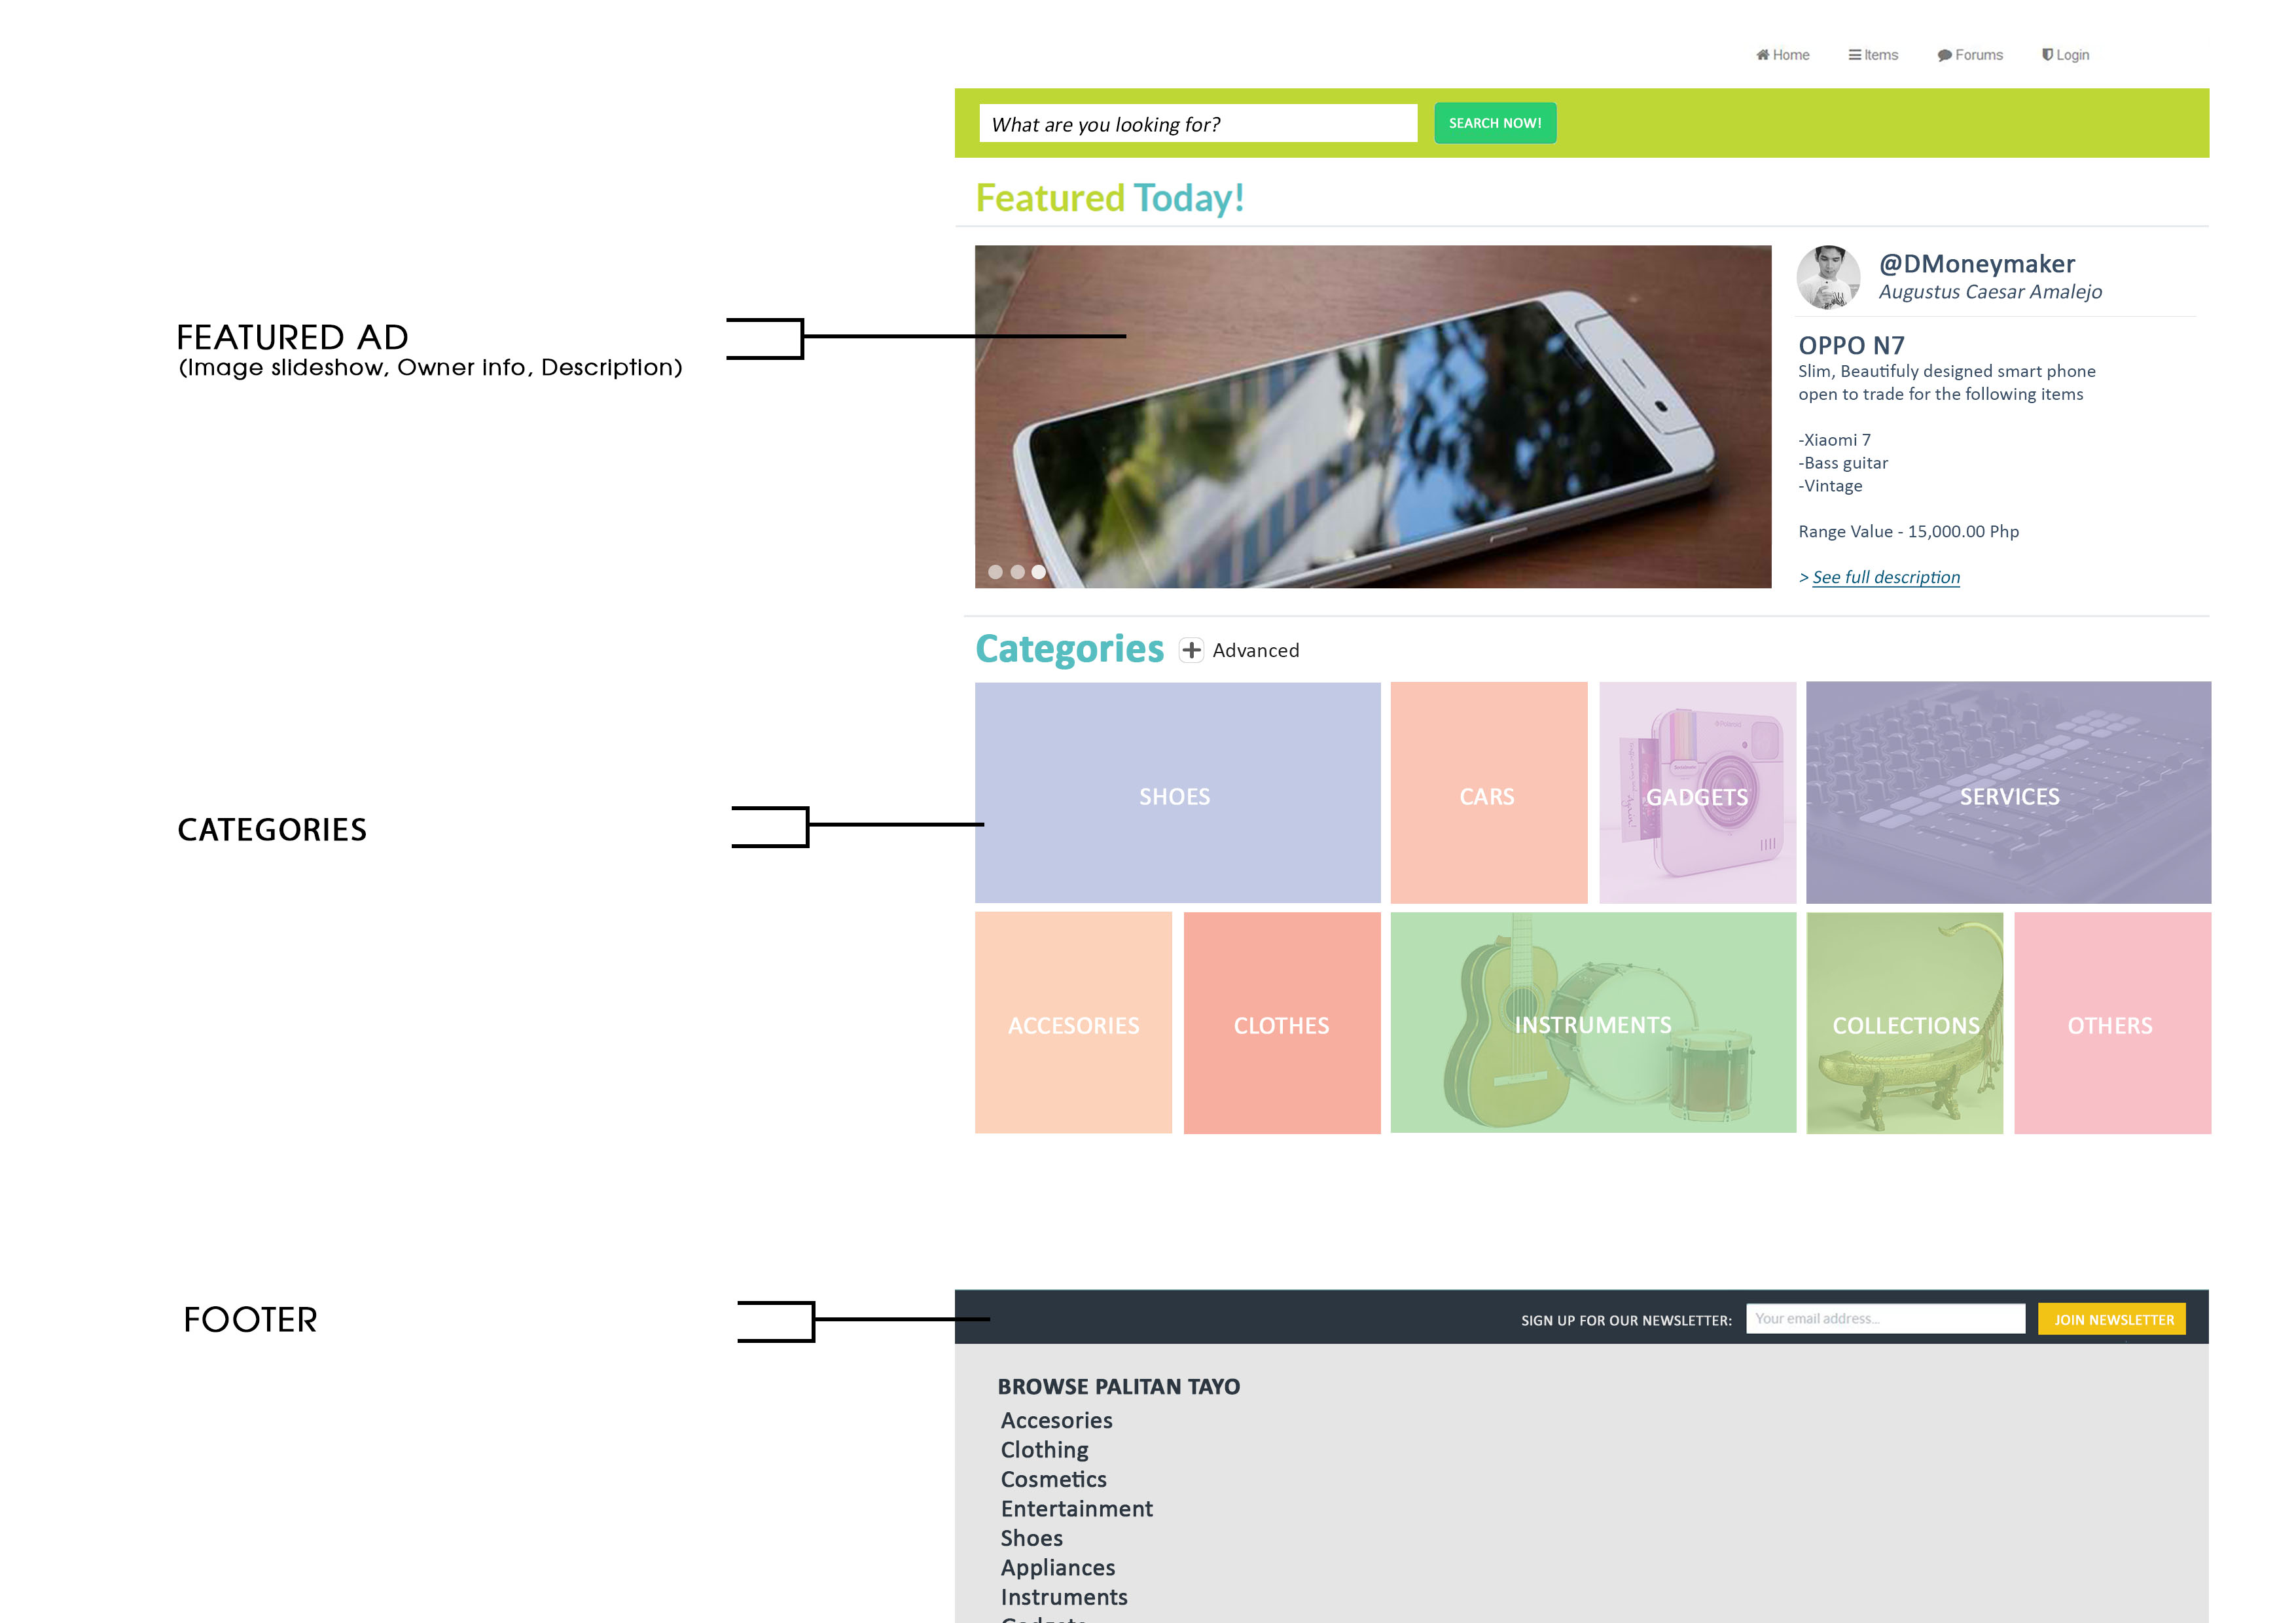 Home Items Forums Login
What are you looking for? SEARCH NOW!
Featured Today!
FEATURED AD
(Image slideshow, Owner info, Description)
@DMoneymaker
Augustus Caesar Amalejo
OPPO N7
Slim, Beautifuly designed smart phone
open to trade for the following items
-Xiaomi 7
-Bass guitar
-Vintage
Range Value - 15,000.00 Php
> See full description
Categories Advanced
CATEGORIES
SHOES CARS GADGETS SERVICES
Polaroid
ACCESORIES CLOTHES INSTRUMENTS COLLECTIONS OTHERS
FOOTER
SIGN UP FOR OUR NEWSLETTER: Your email address... JOIN NEWSLETTER
BROWSE PALITAN TAYO
Accesories
Clothing
Cosmetics
Entertainment
Shoes
Appliances
Instruments